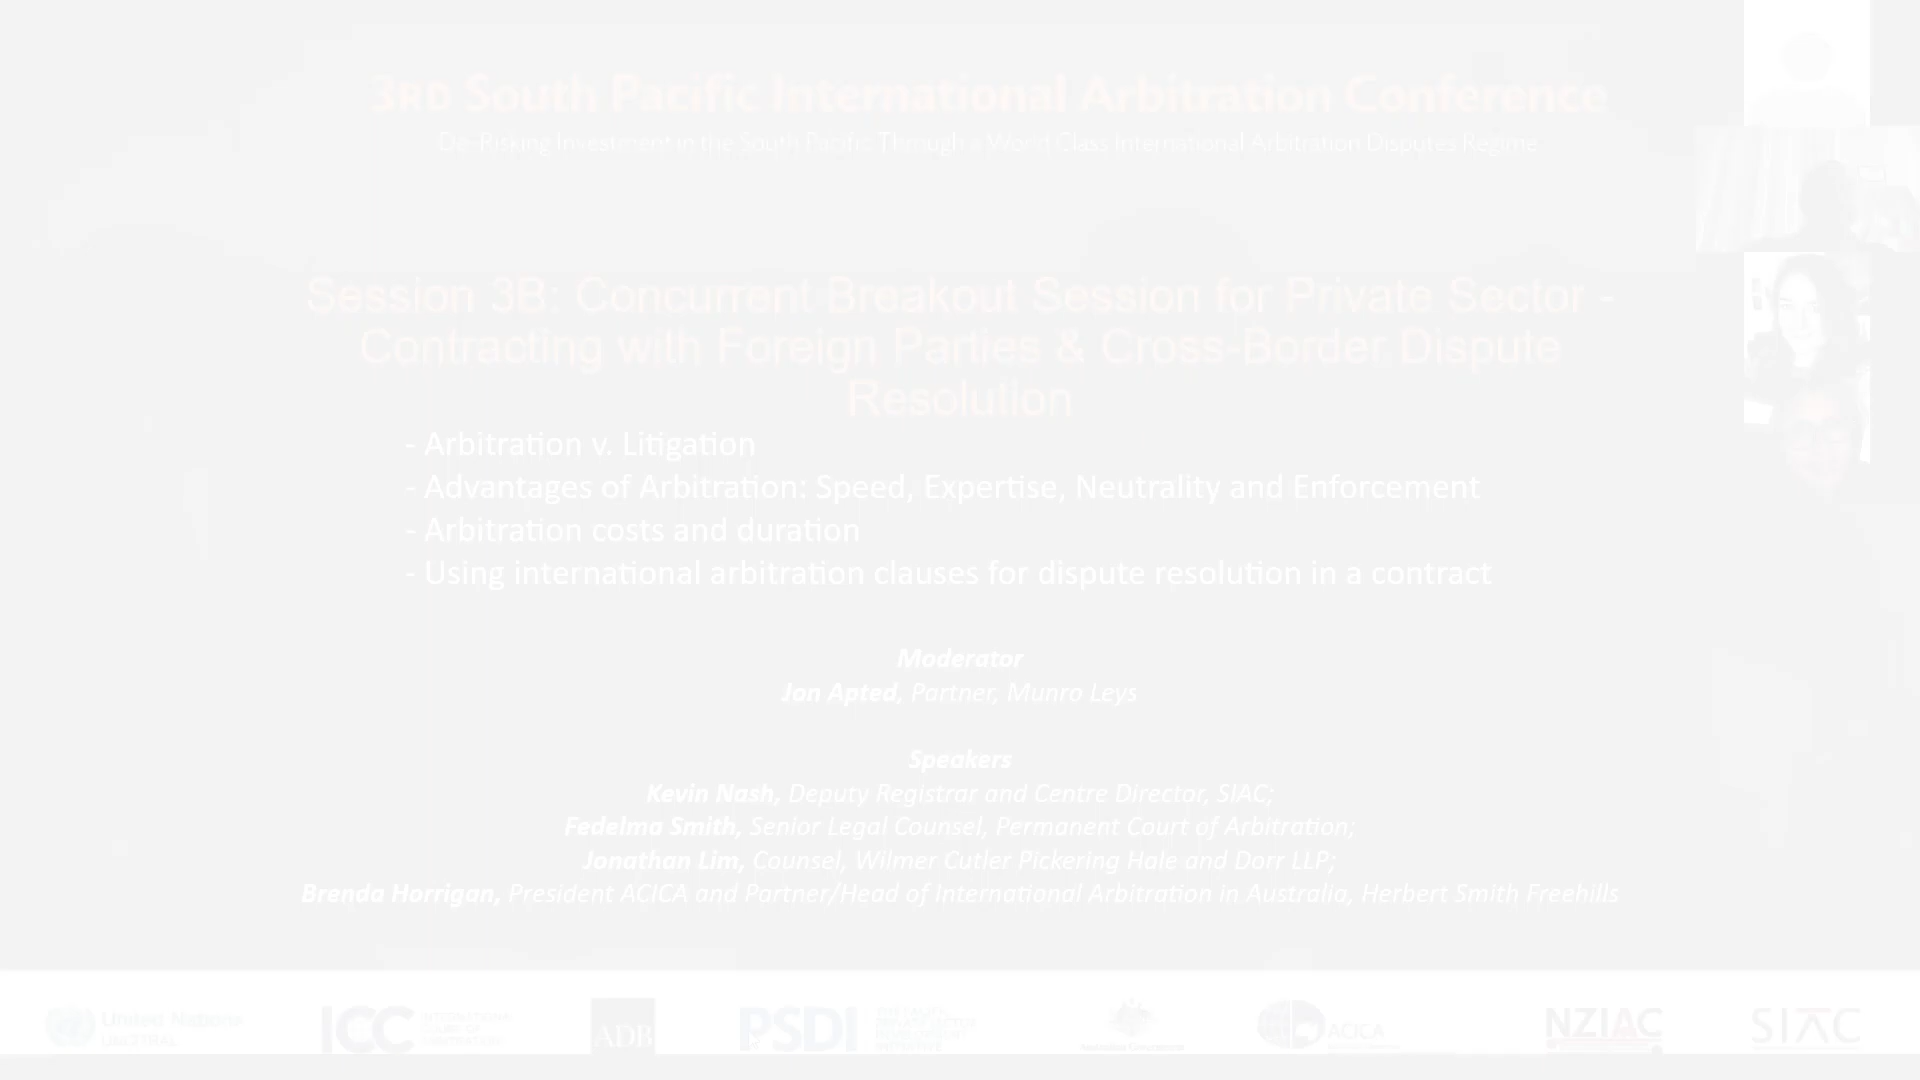 3RD South Pacific International Arbitration Conference
De-Risking Investment in the South Pacific Through a World Class International Arbitration Disputes Regime
Session 3B: Concurrent Breakout Session for Private Sector -
Contracting with Foreign Parties & Cross-Border Dispute
Resolution
- Arbitration v. Litigation
- Advantages of Arbitration: Speed, Expertise, Neutrality and Enforcement
- Arbitration costs and duration
- Using international arbitration clauses for dispute resolution in a contract
Moderator
Jon Apted, Partner, Munro Leys
Speakers
Kevin Nash, Deputy Registrar and Centre Director, SIAC;
Fedelma Smith, Senior Legal Counsel, Permanent Court of Arbitration;
Jonathan Lim, Counsel, Wilmer Cutler Pickering Hale and Dorr LLP;
Brenda Horrigan, President ACICA and Partner/Head of International Arbitration in Australia, Herbert Smith Freehills
United Nations
UNCITRAL
ICC INTERNATIONAL
COURT OF
ARBITRATION
ADB
PSDI
ACICA
NZIAC
SIAC